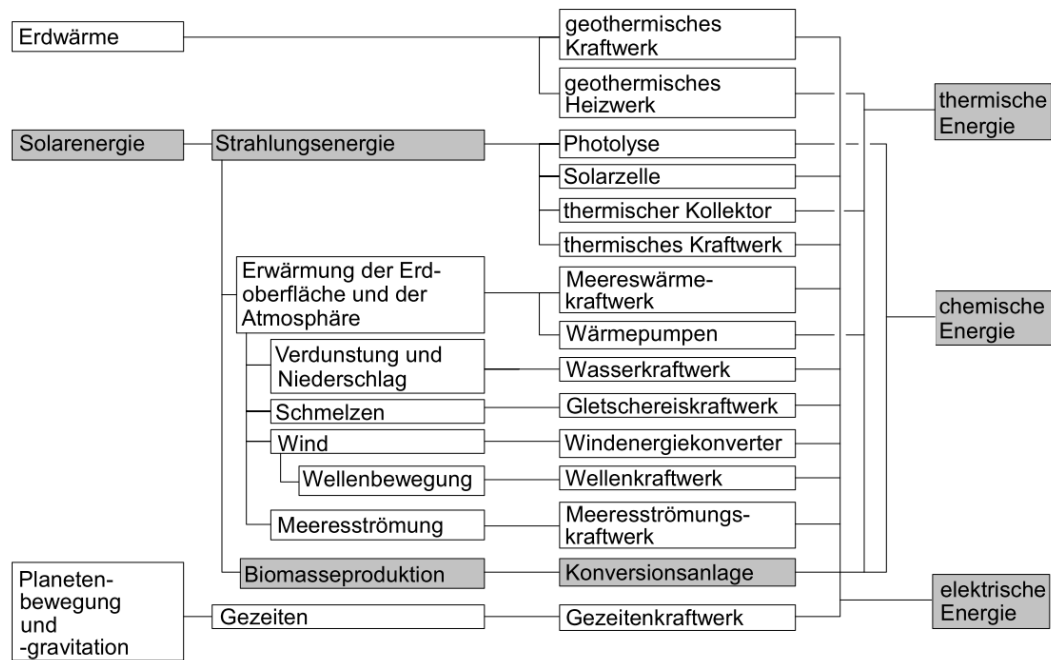 Erdwärme
geothermisches
Kraftwerk
geothermisches
Heizwerk
thermische
Energie
Solarenergie
Strahlungsenergie
Photolyse
Solarzelle
thermischer Kollektor
thermisches Kraftwerk
Erwärmung der Erd-
oberfläche und der
Atmosphäre
Meereswärme-
kraftwerk
Wärmepumpen
chemische
Energie
Verdunstung und
Niederschlag
Wasserkraftwerk
Schmelzen
Gletschereiskraftwerk
Wind
Windenergiekonverter
Wellenbewegung
Wellenkraftwerk
Meeresströmung
Meeresströmungs-
kraftwerk
Biomasseproduktion
Konversionsanlage
Planeten-
bewegung
und
-gravitation
Gezeiten
Gezeitenkraftwerk
elektrische
Energie